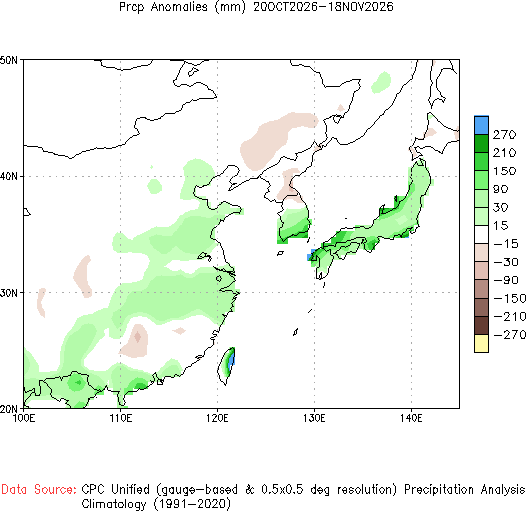 Prcp Anomalies (mm) 20OCT2026-18NOV2026
50N
40N
30N
20N
100E 110E 120E 130E 140E
270
210
150
90
30
15
-15
-30
-90
-150
-210
-270
Data Source: CPC Unified (gauge-based & 0.5x0.5 deg resolution) Precipitation Analysis
Climatology (1991-2020)